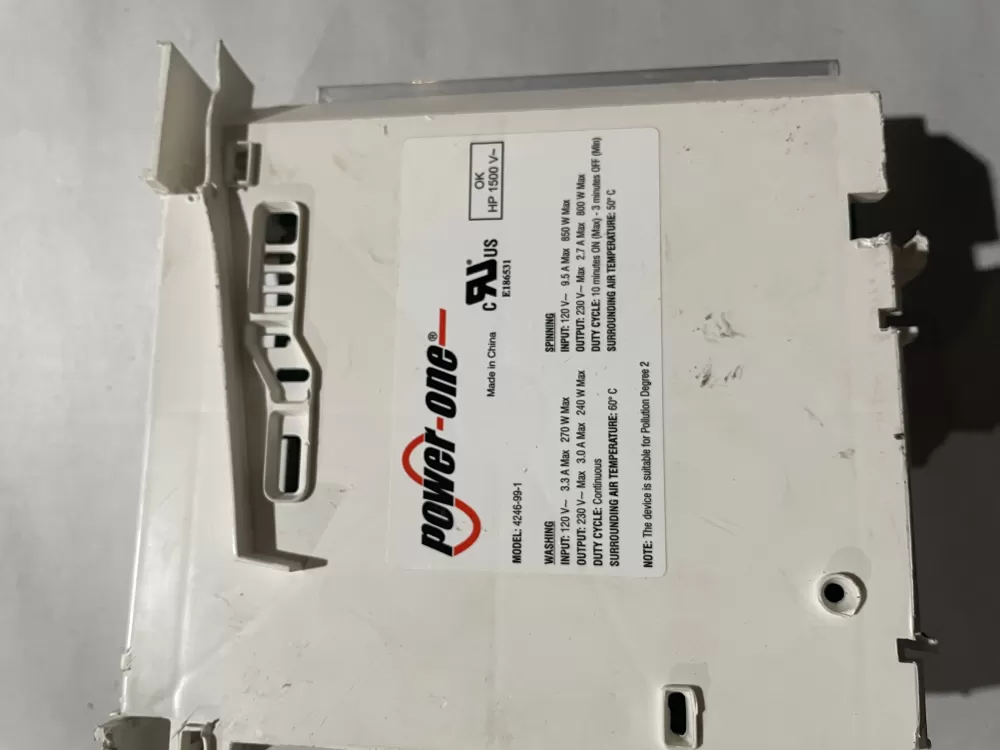 power-one®
MODEL: 4246-99-1
Made in China
c RU® US
E186531
OK
HP 1500 V~
WASHING
INPUT: 120 V~ 3.3 A Max 270 W Max
OUTPUT: 230 V~ Max 3.0 A Max 240 W Max
DUTY CYCLE: Continuous
SURROUNDING AIR TEMPERATURE: 60° C
SPINNING
INPUT: 120 V~ 9.5 A Max 850 W Max
OUTPUT: 230 V~ Max 2.7 A Max 800 W Max
DUTY CYCLE: 10 minutes ON (Max) - 3 minutes OFF (Min)
SURROUNDING AIR TEMPERATURE: 50° C
NOTE: The device is suitable for Pollution Degree 2